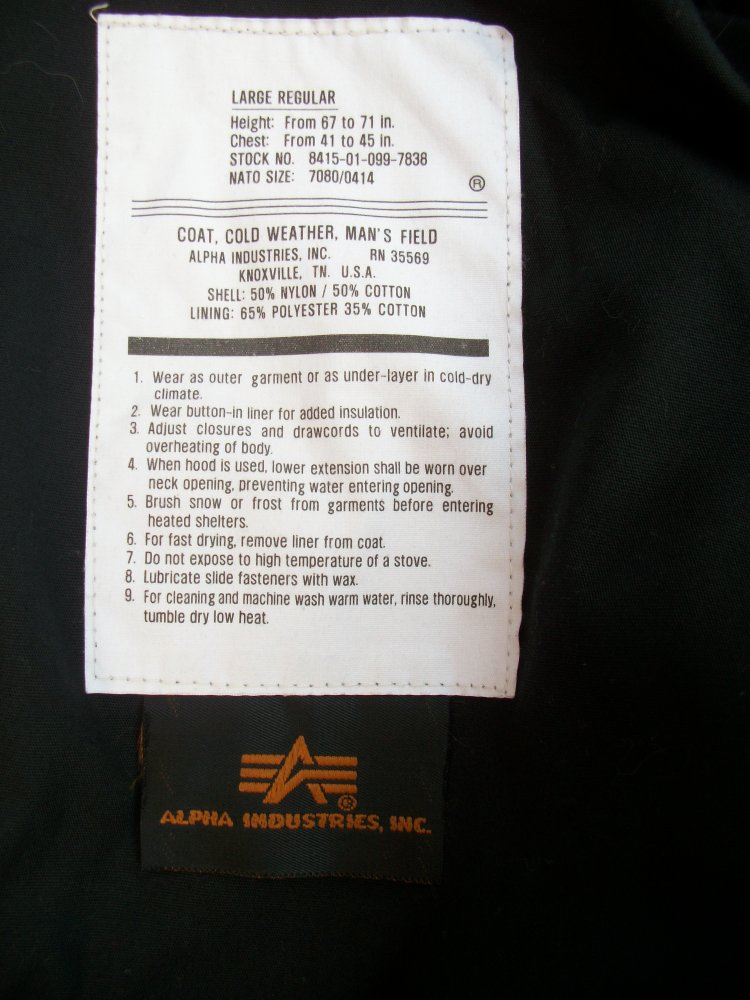 LARGE REGULAR
Height: From 67 to 71 in.
Chest: From 41 to 45 in.
STOCK NO. 8415-01-099-7838
NATO SIZE: 7080/0414
®
COAT, COLD WEATHER, MAN'S FIELD
ALPHA INDUSTRIES, INC. RN 35569
KNOXVILLE, TN. U.S.A.
SHELL: 50% NYLON / 50% COTTON
LINING: 65% POLYESTER 35% COTTON
1. Wear as outer garment or as under-layer in cold-dry
climate.
2. Wear button-in liner for added insulation.
3. Adjust closures and drawcords to ventilate; avoid
overheating of body.
4. When hood is used, lower extension shall be worn over
neck opening, preventing water entering opening.
5. Brush snow or frost from garments before entering
heated shelters.
6. For fast drying, remove liner from coat.
7. Do not expose to high temperature of a stove.
8. Lubricate slide fasteners with wax.
9. For cleaning and machine wash warm water, rinse thoroughly,
tumble dry low heat.
®
ALPHA INDUSTRIES, INC.